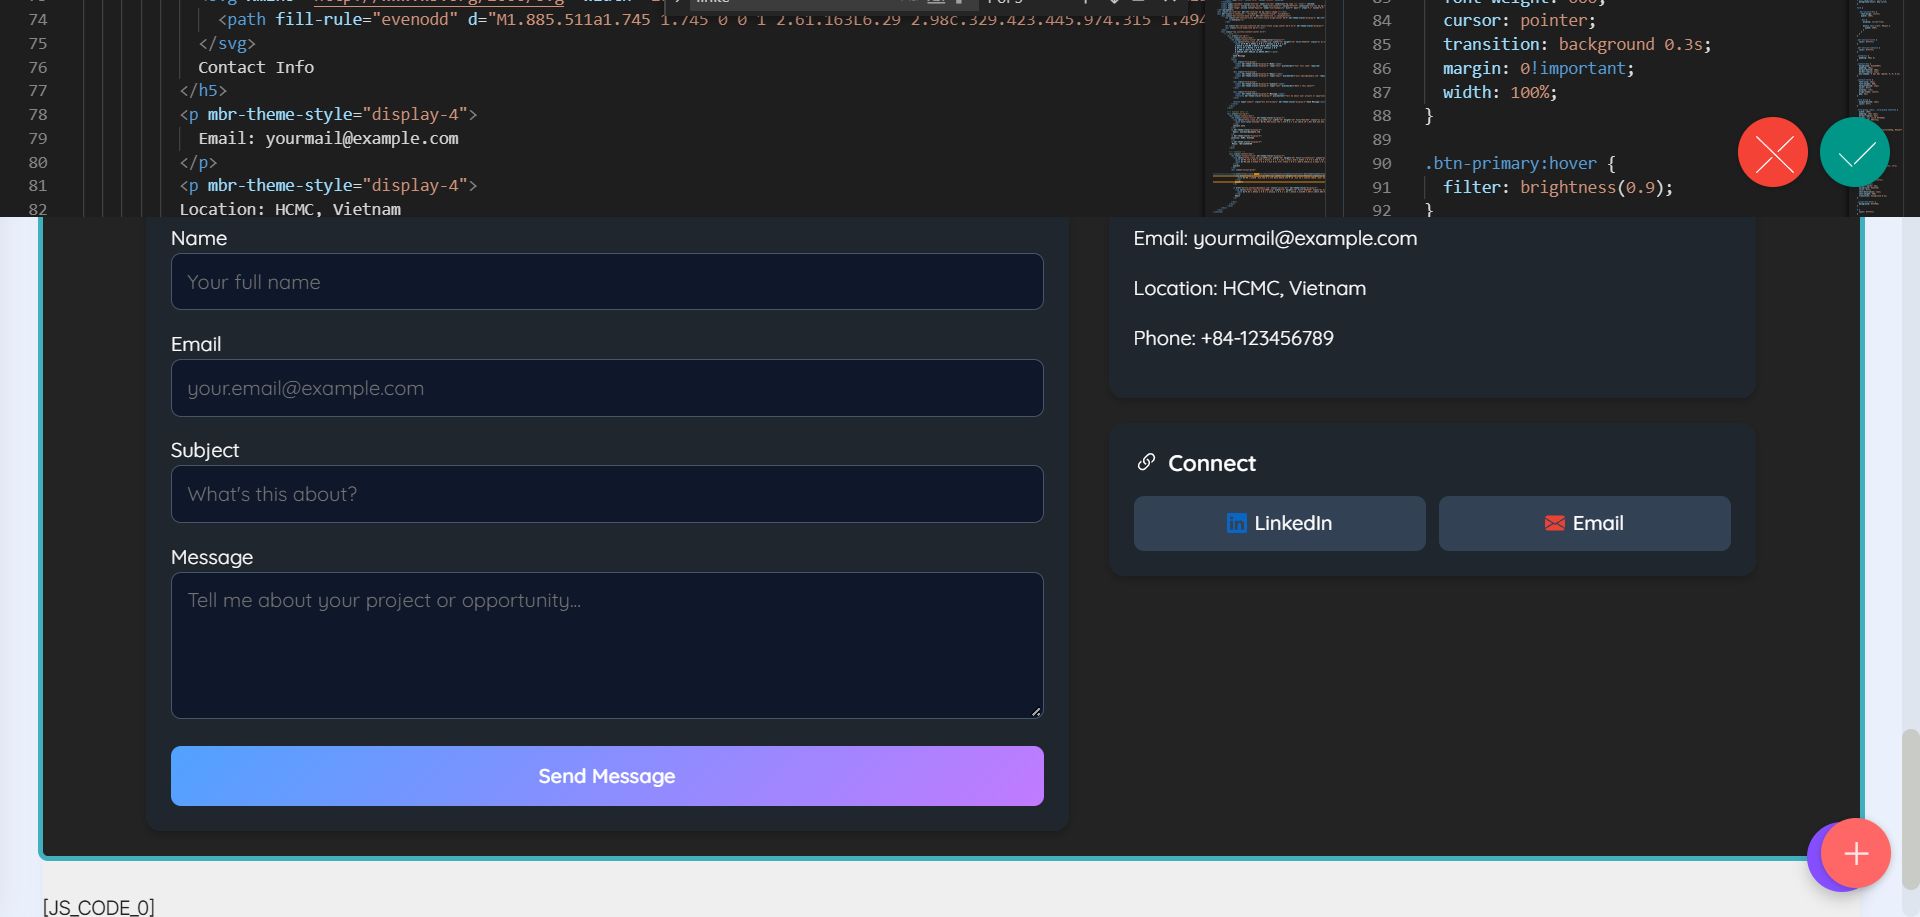 74 <path fill-rule="evenodd" d="M1.885.511a1.745 1.745 0 0 1 2.61.163L6.29 2.98c.329.423.445.974.315 1.494
75 </svg>
76 Contact Info
77 </h5>
78 <p mbr-theme-style="display-4">
79 Email: yourmail@example.com
80 </p>
81 <p mbr-theme-style="display-4">
82 Location: HCMC, Vietnam
84 cursor: pointer;
85 transition: background 0.3s;
86 margin: 0!important;
87 width: 100%;
88 }
89
90 .btn-primary:hover {
91 filter: brightness(0.9);
92 }
Name
Your full name
Email
your.email@example.com
Subject
What's this about?
Message
Tell me about your project or opportunity...
Send Message
Email: yourmail@example.com
Location: HCMC, Vietnam
Phone: +84-123456789
Connect
LinkedIn
Email
[JS_CODE_0]